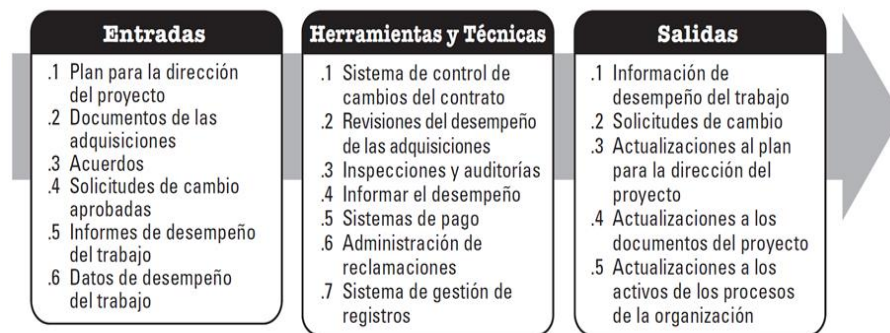 Entradas
.1 Plan para la dirección
del proyecto
.2 Documentos de las
adquisiciones
.3 Acuerdos
.4 Solicitudes de cambio
aprobadas
.5 Informes de desempeño
del trabajo
.6 Datos de desempeño
del trabajo
Herramientas y Técnicas
.1 Sistema de control de
cambios del contrato
.2 Revisiones del desempeño
de las adquisiciones
.3 Inspecciones y auditorías
.4 Informar el desempeño
.5 Sistemas de pago
.6 Administración de
reclamaciones
.7 Sistema de gestión de
registros
Salidas
.1 Información de
desempeño del trabajo
.2 Solicitudes de cambio
.3 Actualizaciones al plan
para la dirección del
proyecto
.4 Actualizaciones a los
documentos del proyecto
.5 Actualizaciones a los
activos de los procesos
de la organización